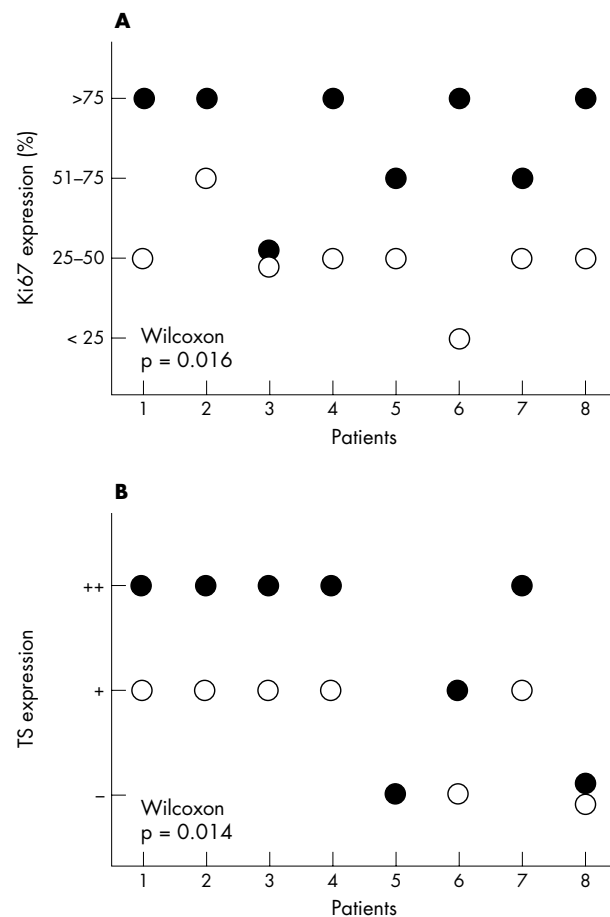 A
Ki67 expression (%)
>75
51–75
25–50
< 25
Wilcoxon
p = 0.016
1 2 3 4 5 6 7 8
Patients
B
TS expression
++
+
–
Wilcoxon
p = 0.014
1 2 3 4 5 6 7 8
Patients